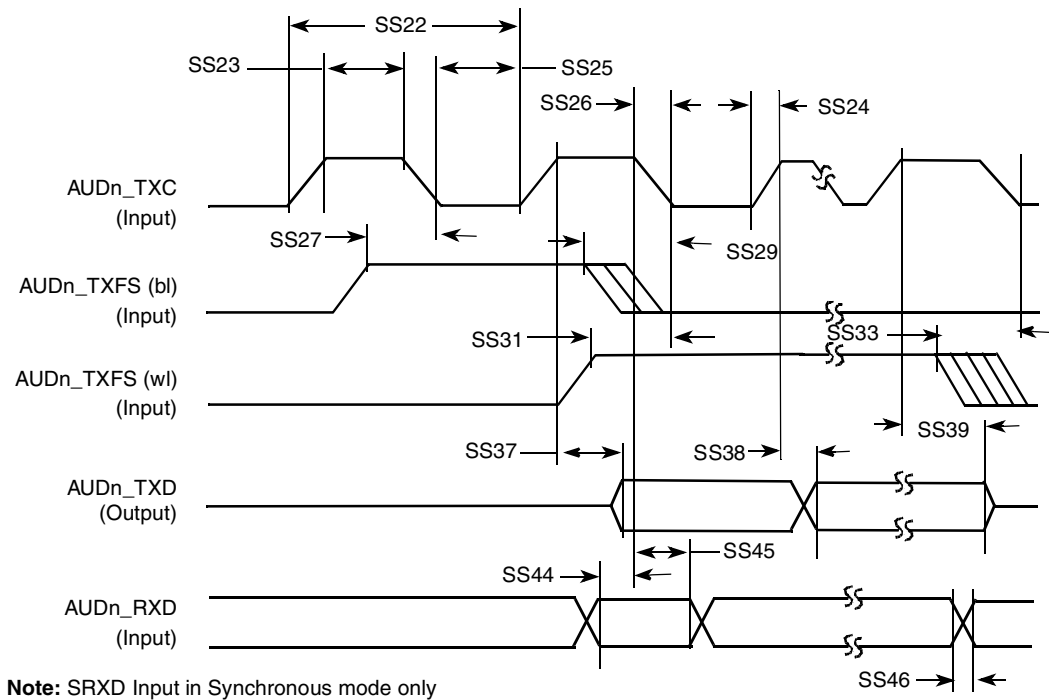 SS22
SS23
SS25
SS26
SS24
AUDn_TXC
(Input)
SS27
SS29
AUDn_TXFS (bl)
(Input)
SS31
SS33
AUDn_TXFS (wl)
(Input)
SS39
SS37
SS38
AUDn_TXD
(Output)
SS45
SS44
AUDn_RXD
(Input)
SS46
Note: SRXD Input in Synchronous mode only